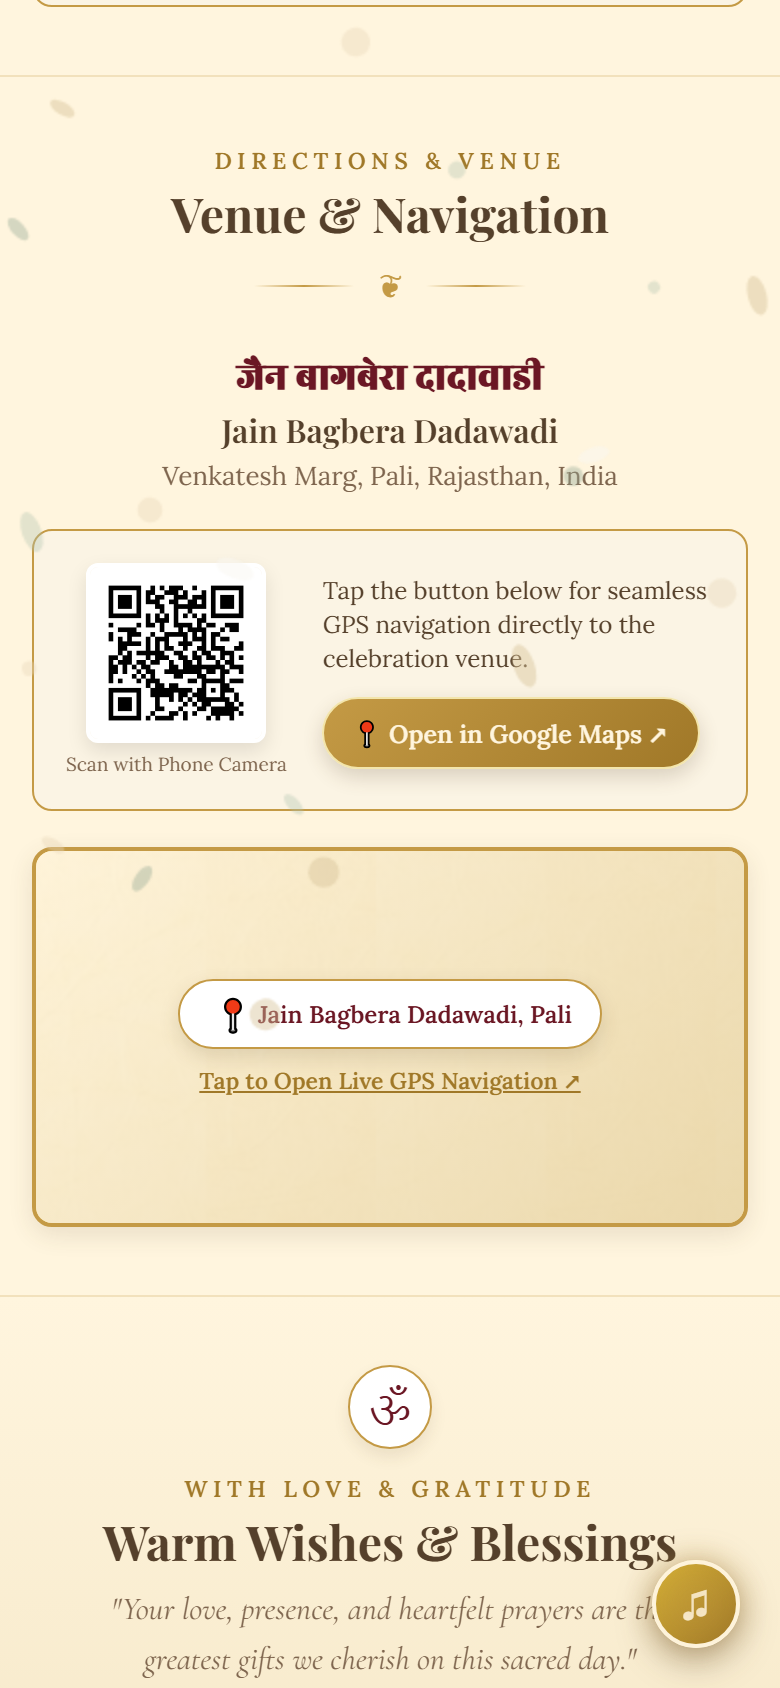 DIRECTIONS & VENUE
Venue & Navigation
जैन बागबेरा दादावाडी
Jain Bagbera Dadawadi
Venkatesh Marg, Pali, Rajasthan, India
Tap the button below for seamless
GPS navigation directly to the
celebration venue.
Open in Google Maps ↗
Scan with Phone Camera
Jain Bagbera Dadawadi, Pali
Tap to Open Live GPS Navigation ↗
ॐ
WITH LOVE & GRATITUDE
Warm Wishes & Blessings
"Your love, presence, and heartfelt prayers are
greatest gifts we cherish on this sacred day."